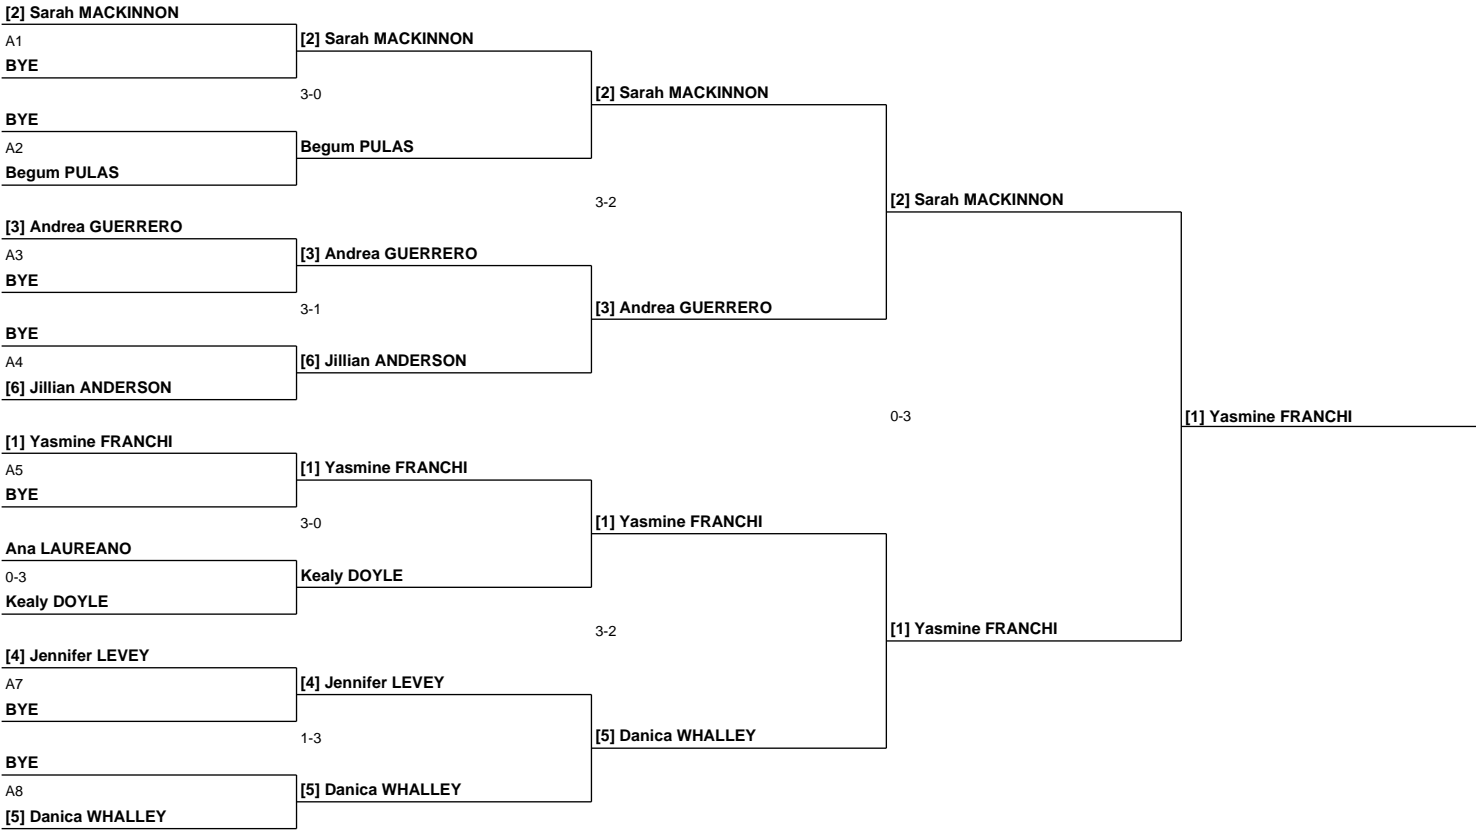 [2] Sarah MACKINNON
A1
BYE
[2] Sarah MACKINNON
3-0
BYE
A2
Begum PULAS
Begum PULAS
[2] Sarah MACKINNON
3-2
[3] Andrea GUERRERO
A3
BYE
[3] Andrea GUERRERO
3-1
BYE
A4
[6] Jillian ANDERSON
[6] Jillian ANDERSON
[3] Andrea GUERRERO
[2] Sarah MACKINNON
0-3
[1] Yasmine FRANCHI
A5
BYE
[1] Yasmine FRANCHI
3-0
Ana LAUREANO
0-3
Kealy DOYLE
Kealy DOYLE
[1] Yasmine FRANCHI
3-2
[4] Jennifer LEVEY
A7
BYE
[4] Jennifer LEVEY
1-3
BYE
A8
[5] Danica WHALLEY
[5] Danica WHALLEY
[5] Danica WHALLEY
[1] Yasmine FRANCHI
[1] Yasmine FRANCHI